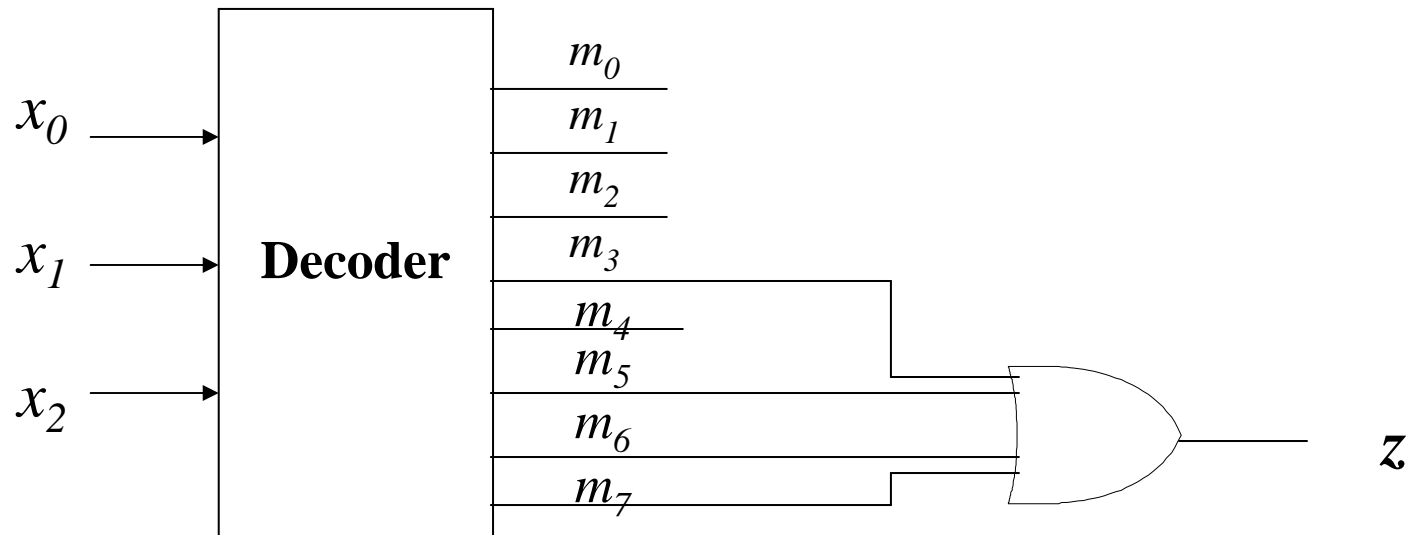 x₀
x₁
x₂
Decoder
m₀
m₁
m₂
m₃
m₄
m₅
m₆
m₇
z